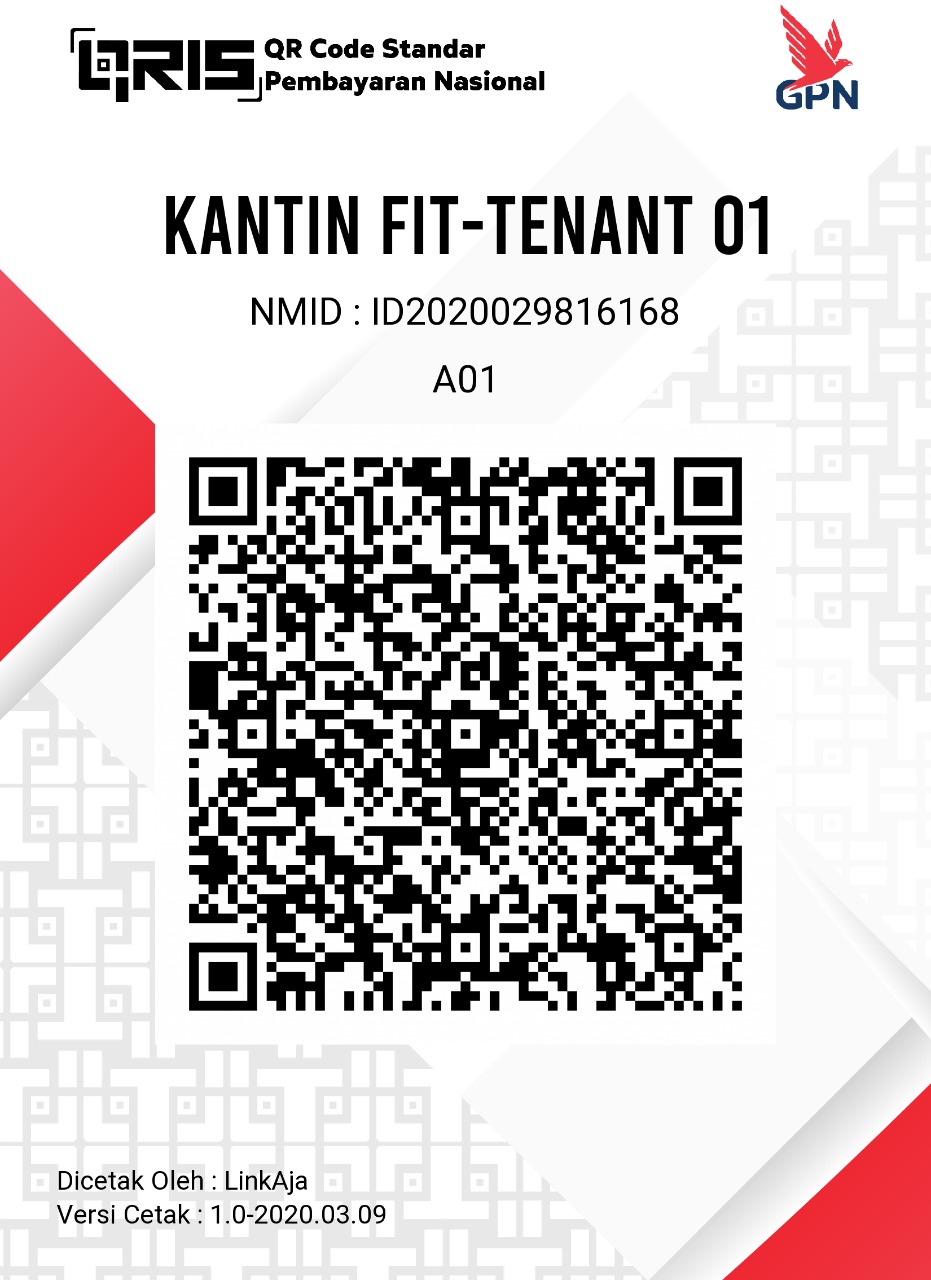 QRIS QR Code Standar
Pembayaran Nasional
GPN
KANTIN FIT-TENANT 01
NMID : ID2020029816168
A01
Dicetak Oleh : LinkAja
Versi Cetak : 1.0-2020.03.09